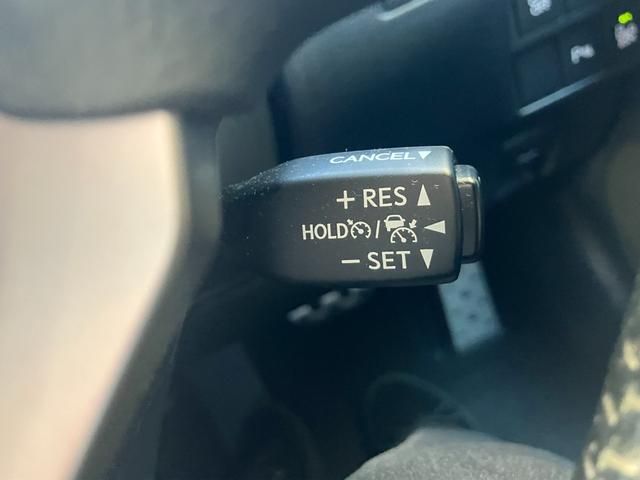 CANCEL
+ RES
HOLD /
− SET